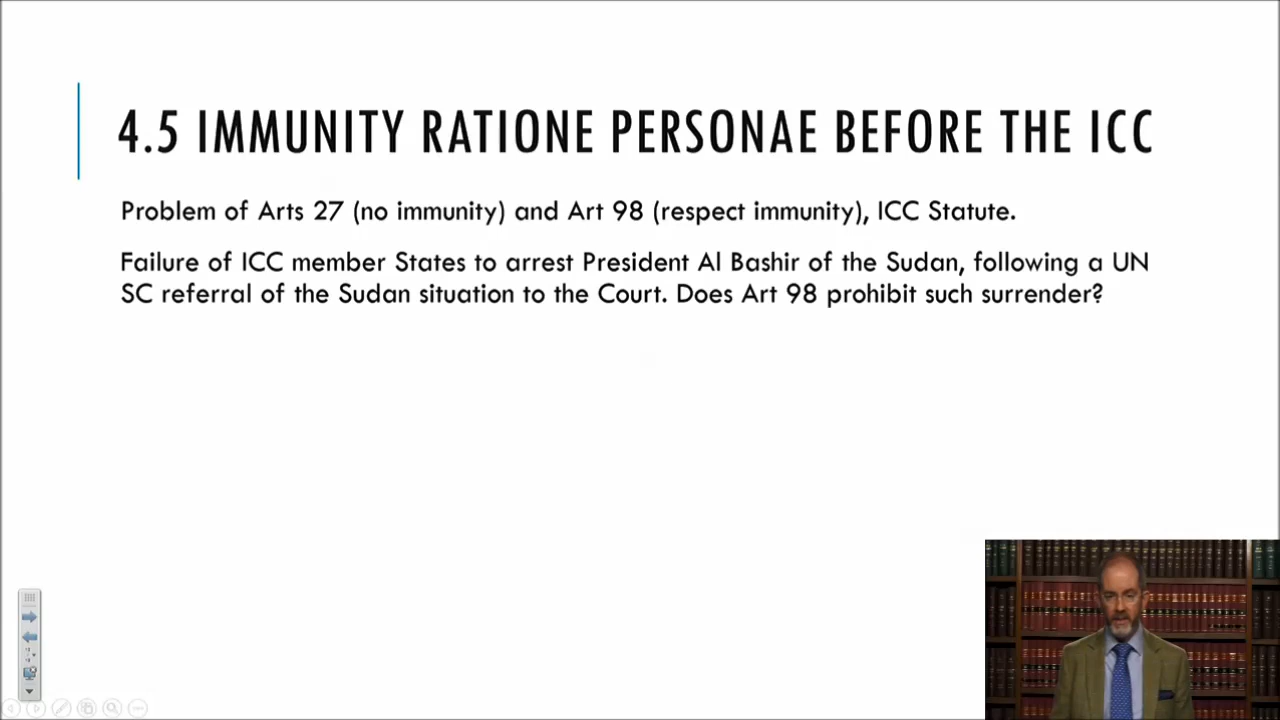 4.5 IMMUNITY RATIONE PERSONAE BEFORE THE ICC
Problem of Arts 27 (no immunity) and Art 98 (respect immunity), ICC Statute.
Failure of ICC member States to arrest President Al Bashir of the Sudan, following a UN
SC referral of the Sudan situation to the Court. Does Art 98 prohibit such surrender?